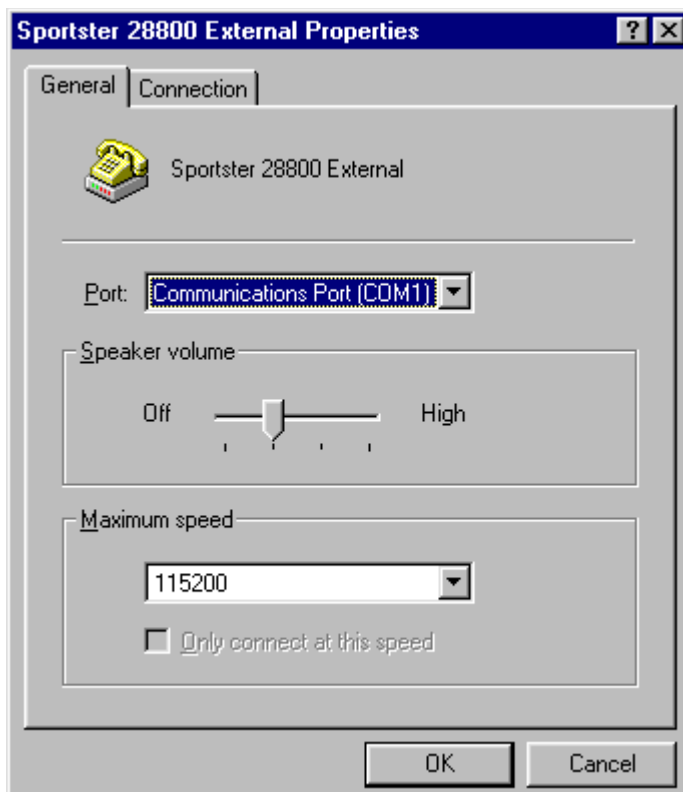 Sportster 28800 External Properties
General
Connection
Sportster 28800 External
Port: Communications Port (COM1)
Speaker volume
Off
High
Maximum speed
115200
Only connect at this speed
OK
Cancel